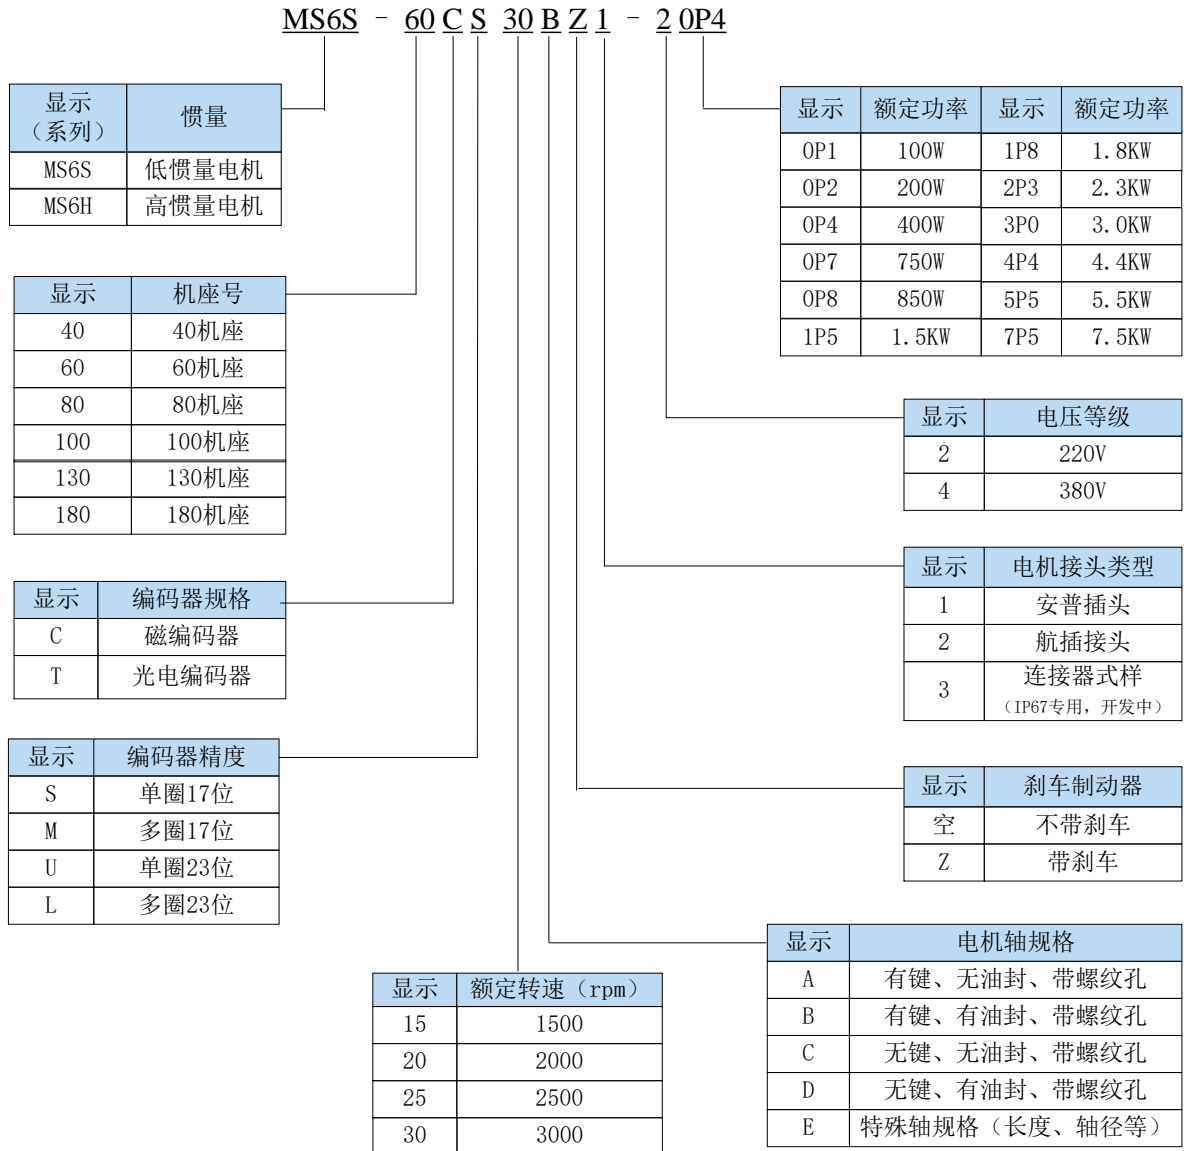 MS6S - 60 C S 30 B Z 1 - 2 0P4
显示（系列） 惯量
MS6S 低惯量电机
MS6H 高惯量电机
显示 机座号
40 40机座
60 60机座
80 80机座
100 100机座
130 130机座
180 180机座
显示 编码器规格
C 磁编码器
T 光电编码器
显示 编码器精度
S 单圈17位
M 多圈17位
U 单圈23位
L 多圈23位
显示 额定转速（rpm）
15 1500
20 2000
25 2500
30 3000
显示 额定功率 显示 额定功率
0P1 100W 1P8 1.8KW
0P2 200W 2P3 2.3KW
0P4 400W 3P0 3.0KW
0P7 750W 4P4 4.4KW
0P8 850W 5P5 5.5KW
1P5 1.5KW 7P5 7.5KW
显示 电压等级
2 220V
4 380V
显示 电机接头类型
1 安普插头
2 航插接头
3 连接器式样
（IP67专用，开发中）
显示 刹车制动器
空 不带刹车
Z 带刹车
显示 电机轴规格
A 有键、无油封、带螺纹孔
B 有键、有油封、带螺纹孔
C 无键、无油封、带螺纹孔
D 无键、有油封、带螺纹孔
E 特殊轴规格（长度、轴径等）